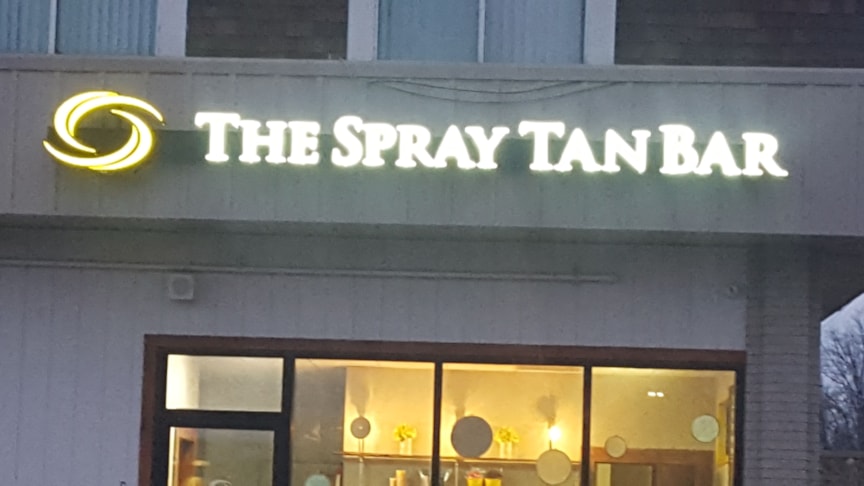 THE SPRAY TAN BAR